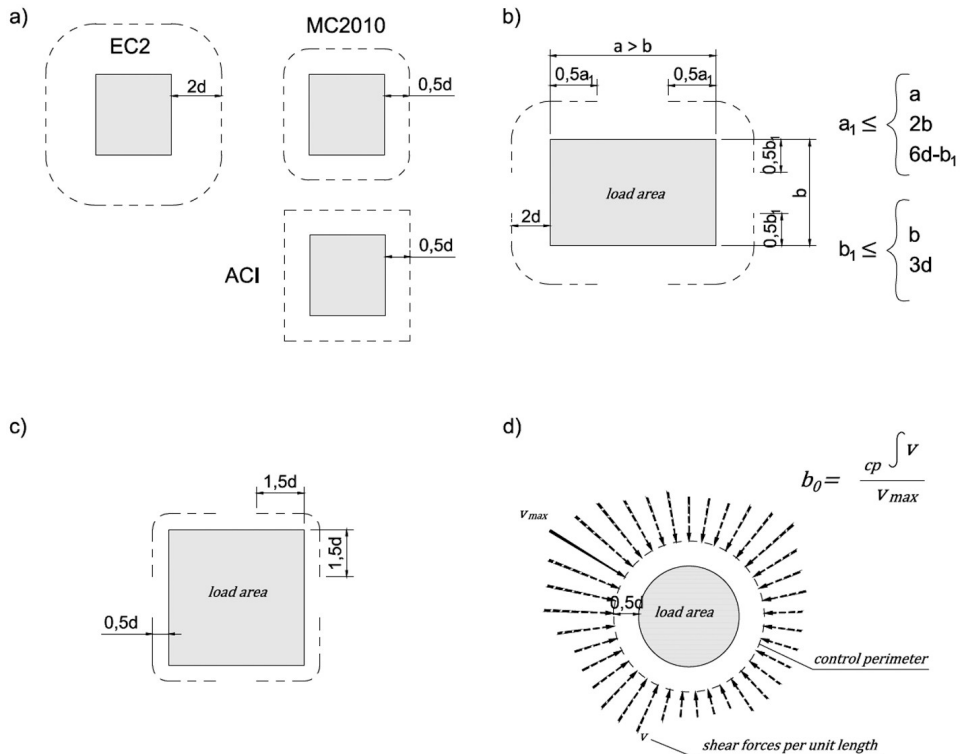 a)
EC2
2d
MC2010
0,5d
ACI
0,5d
b)
a > b
0,5a₁
0,5a₁
0,5b₁
load area
b
2d
0,5b₁
a₁ ≤
a
2b
6d-b₁
b₁ ≤
b
3d
c)
1,5d
1,5d
load area
0,5d
d)
b₀= cp ∫ v
v max
v max
0,5d
load area
control perimeter
v
shear forces per unit length